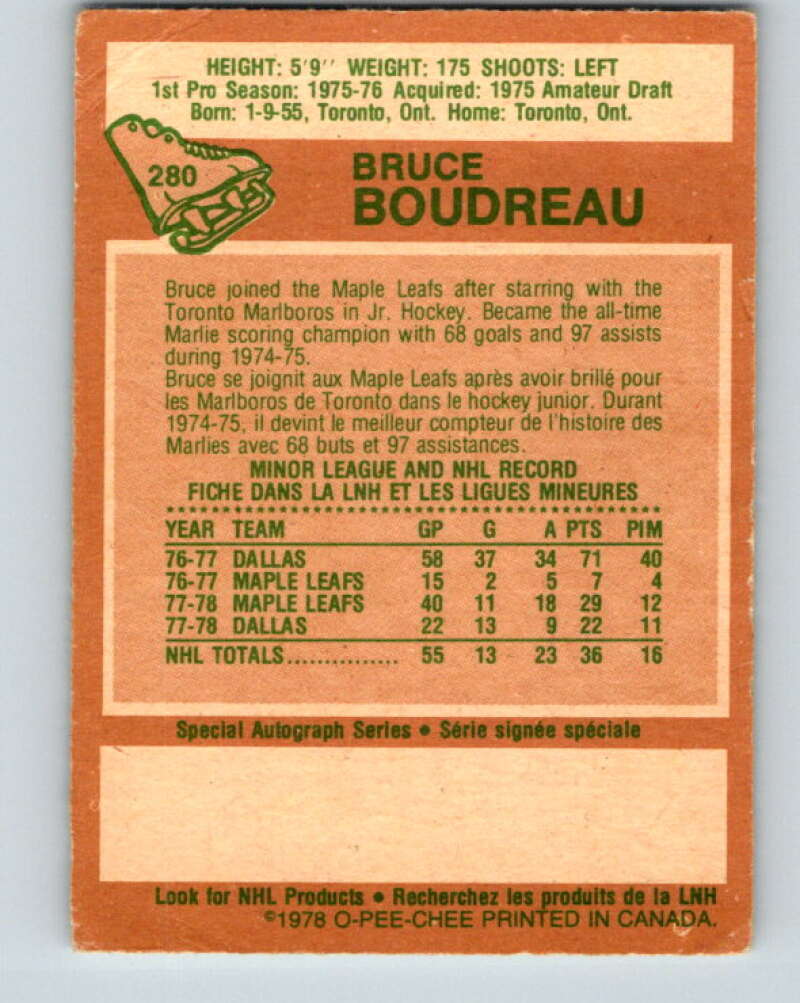 HEIGHT: 5'9'' WEIGHT: 175 SHOOTS: LEFT
1st Pro Season: 1975-76 Acquired: 1975 Amateur Draft
Born: 1-9-55, Toronto, Ont. Home: Toronto, Ont.
280
BRUCE
BOUDREAU
Bruce joined the Maple Leafs after starring with the
Toronto Marlboros in Jr. Hockey. Became the all-time
Marlie scoring champion with 68 goals and 97 assists
during 1974-75.
Bruce se joignit aux Maple Leafs après avoir brillé pour
les Marlboros de Toronto dans le hockey junior. Durant
1974-75, il devint le meilleur compteur de l'histoire des
Marlies avec 68 buts et 97 assistances.
MINOR LEAGUE AND NHL RECORD
FICHE DANS LA LNH ET LES LIGUES MINEURES
YEAR TEAM GP G A PTS PIM
76-77 DALLAS 58 37 34 71 40
76-77 MAPLE LEAFS 15 2 5 7 4
77-78 MAPLE LEAFS 40 11 18 29 12
77-78 DALLAS 22 13 9 22 11
NHL TOTALS............... 55 13 23 36 16
Special Autograph Series • Série signée spéciale
Look for NHL Products • Recherchez les produits de la LNH
©1978 O-PEE-CHEE PRINTED IN CANADA.